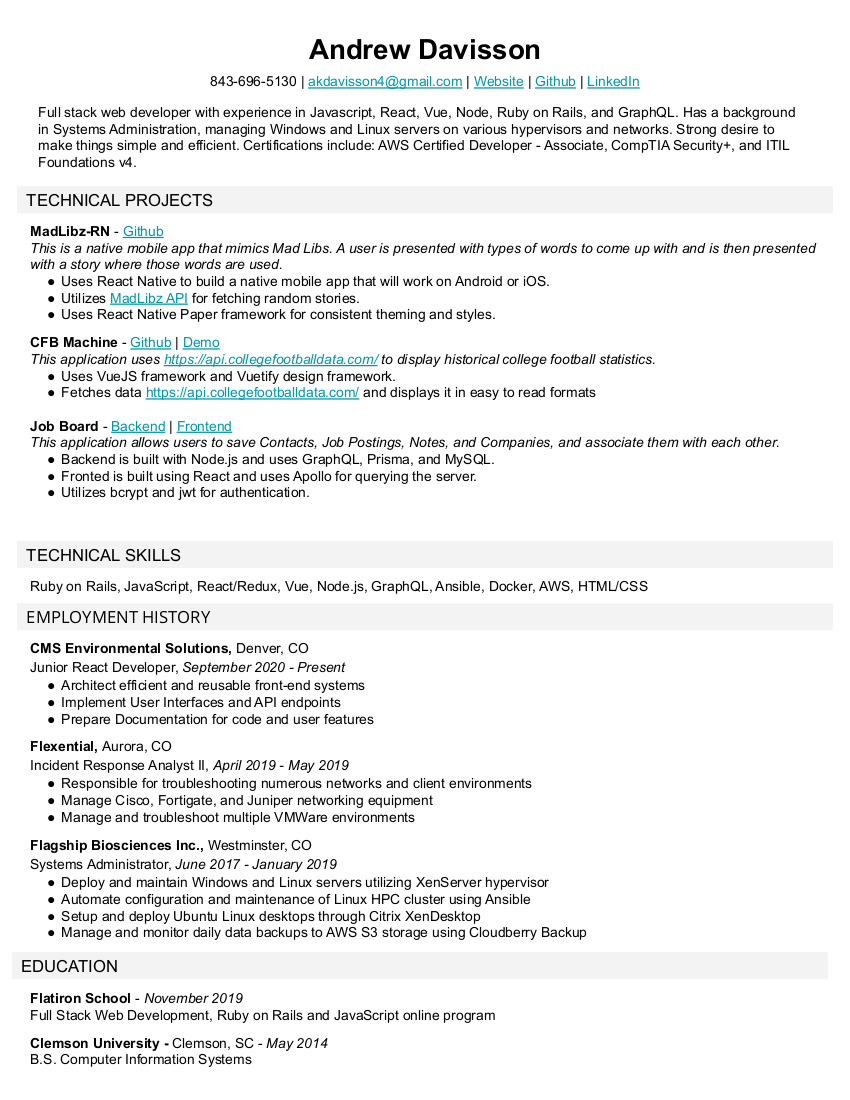 Andrew Davisson
843-696-5130 | akdavisson4@gmail.com | Website | Github | LinkedIn
Full stack web developer with experience in Javascript, React, Vue, Node, Ruby on Rails, and GraphQL. Has a background
in Systems Administration, managing Windows and Linux servers on various hypervisors and networks. Strong desire to
make things simple and efficient. Certifications include: AWS Certified Developer - Associate, CompTIA Security+, and ITIL
Foundations v4.
TECHNICAL PROJECTS
MadLibz-RN - Github
This is a native mobile app that mimics Mad Libs. A user is presented with types of words to come up with and is then presented
with a story where those words are used.
● Uses React Native to build a native mobile app that will work on Android or iOS.
● Utilizes MadLibz API for fetching random stories.
● Uses React Native Paper framework for consistent theming and styles.
CFB Machine - Github | Demo
This application uses https://api.collegefootballdata.com/ to display historical college football statistics.
● Uses VueJS framework and Vuetify design framework.
● Fetches data https://api.collegefootballdata.com/ and displays it in easy to read formats
Job Board - Backend | Frontend
This application allows users to save Contacts, Job Postings, Notes, and Companies, and associate them with each other.
● Backend is built with Node.js and uses GraphQL, Prisma, and MySQL.
● Fronted is built using React and uses Apollo for querying the server.
● Utilizes bcrypt and jwt for authentication.
TECHNICAL SKILLS
Ruby on Rails, JavaScript, React/Redux, Vue, Node.js, GraphQL, Ansible, Docker, AWS, HTML/CSS
EMPLOYMENT HISTORY
CMS Environmental Solutions, Denver, CO
Junior React Developer, September 2020 - Present
● Architect efficient and reusable front-end systems
● Implement User Interfaces and API endpoints
● Prepare Documentation for code and user features
Flexential, Aurora, CO
Incident Response Analyst II, April 2019 - May 2019
● Responsible for troubleshooting numerous networks and client environments
● Manage Cisco, Fortigate, and Juniper networking equipment
● Manage and troubleshoot multiple VMWare environments
Flagship Biosciences Inc., Westminster, CO
Systems Administrator, June 2017 - January 2019
● Deploy and maintain Windows and Linux servers utilizing XenServer hypervisor
● Automate configuration and maintenance of Linux HPC cluster using Ansible
● Setup and deploy Ubuntu Linux desktops through Citrix XenDesktop
● Manage and monitor daily data backups to AWS S3 storage using Cloudberry Backup
EDUCATION
Flatiron School - November 2019
Full Stack Web Development, Ruby on Rails and JavaScript online program
Clemson University - Clemson, SC - May 2014
B.S. Computer Information Systems